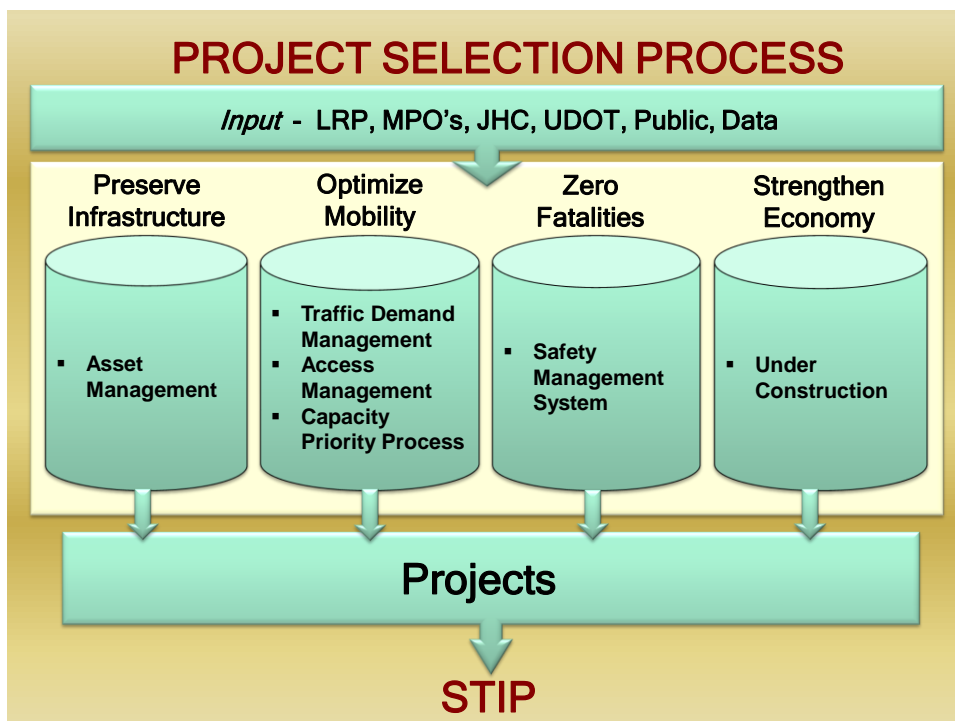 PROJECT SELECTION PROCESS
Input - LRP, MPO’s, JHC, UDOT, Public, Data
Preserve
Infrastructure
Optimize
Mobility
Zero
Fatalities
Strengthen
Economy
▪ Asset
Management
▪ Traffic Demand
Management
▪ Access
Management
▪ Capacity
Priority Process
▪ Safety
Management
System
▪ Under
Construction
Projects
STIP